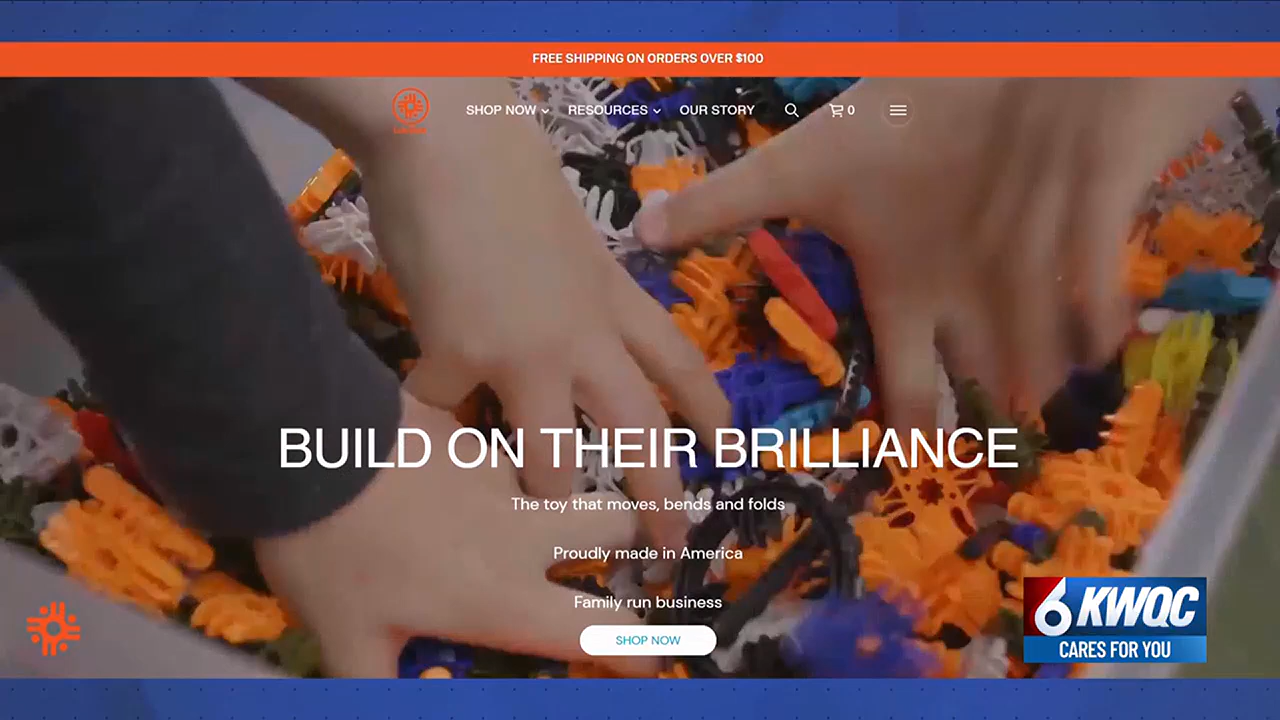 FREE SHIPPING ON ORDERS OVER $100
SHOP NOW
RESOURCES
OUR STORY
0
BUILD ON THEIR BRILLIANCE
The toy that moves, bends and folds
Proudly made in America
Family run business
SHOP NOW
6 KWQC
CARES FOR YOU